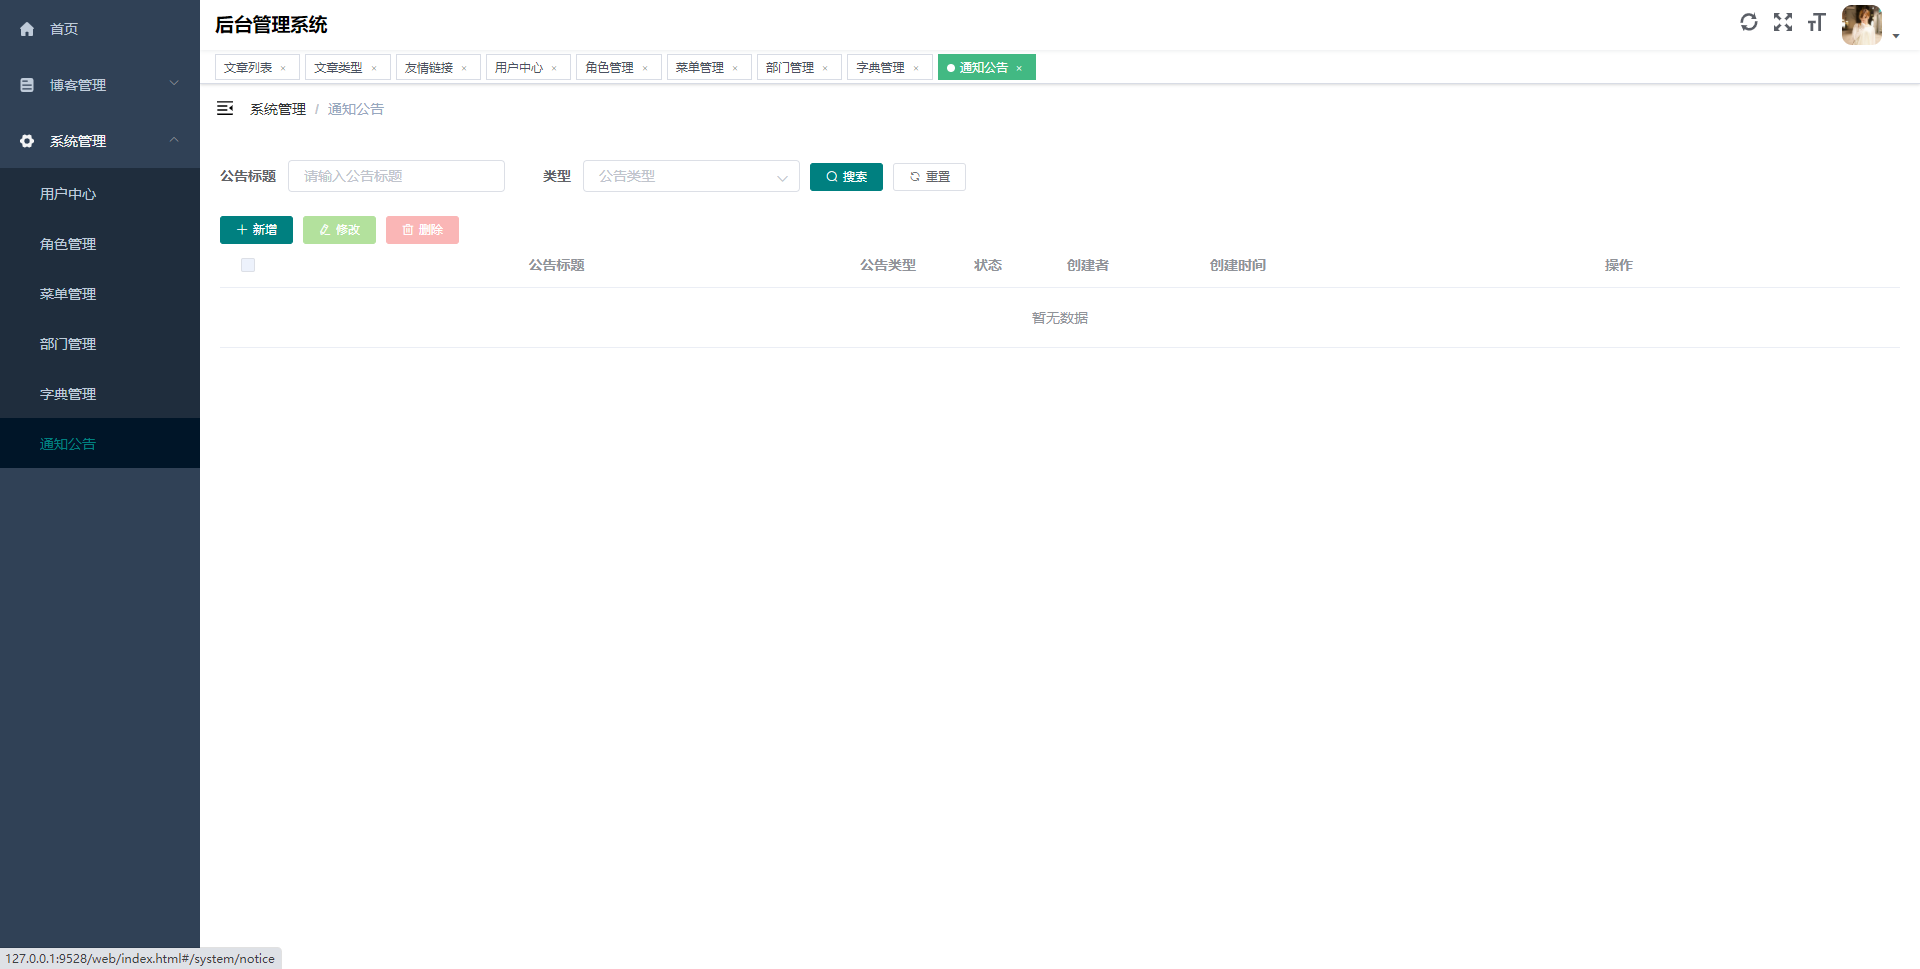 首页
博客管理
系统管理
用户中心
角色管理
菜单管理
部门管理
字典管理
通知公告
后台管理系统
文章列表 × 文章类型 × 友情链接 × 用户中心 × 角色管理 × 菜单管理 × 部门管理 × 字典管理 × 通知公告 ×
系统管理 / 通知公告
公告标题 请输入公告标题 类型 公告类型 搜索 重置
新增 修改 删除
公告标题 公告类型 状态 创建者 创建时间 操作
暂无数据
127.0.0.1:9528/web/index.html#/system/notice